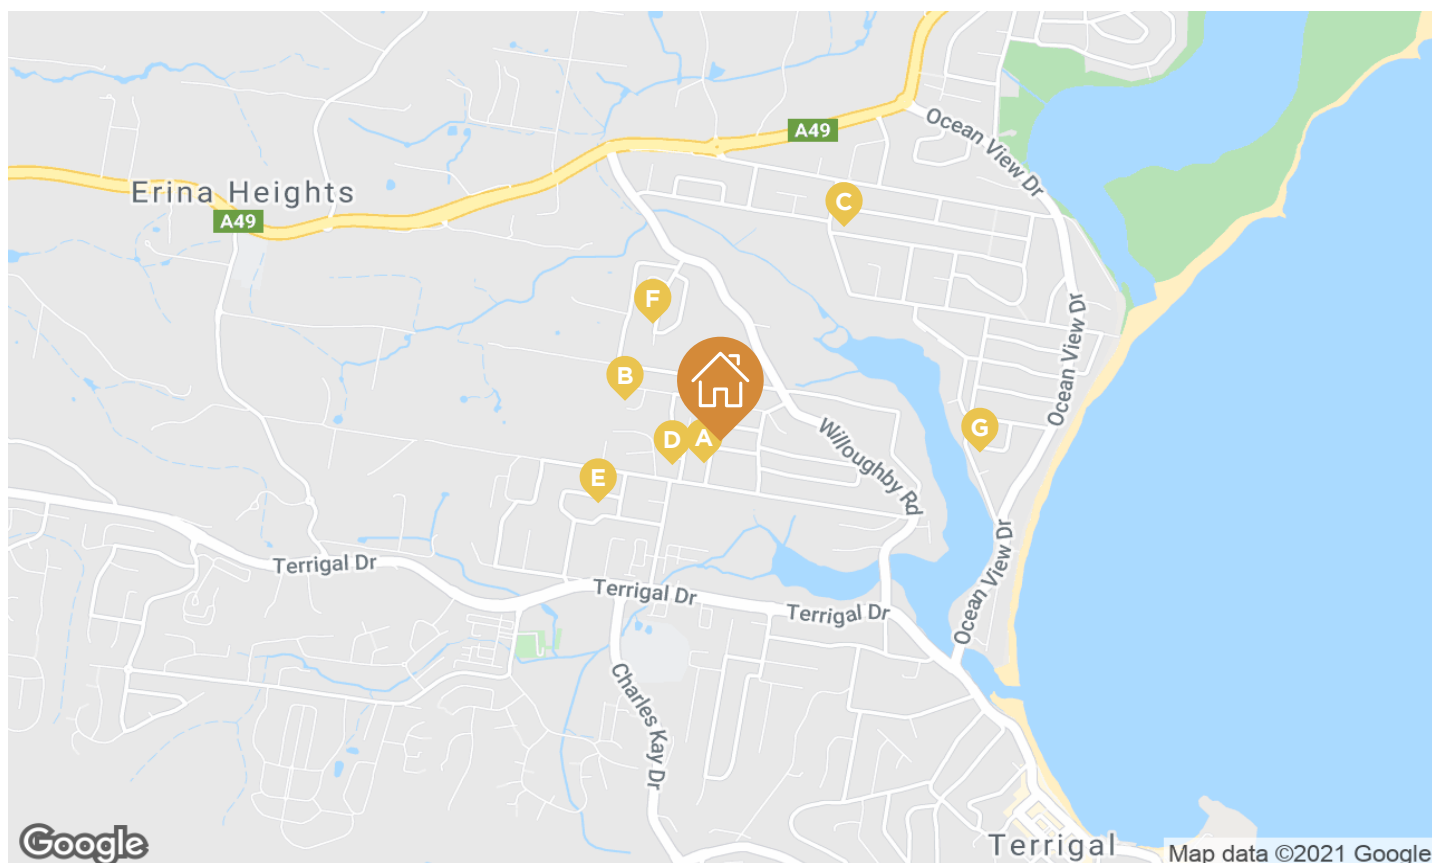 Ocean View Dr
A49
Erina Heights
A49
C
F
Ocean View Dr
B
Willoughby Rd
G
D
A
E
Ocean View Dr
Terrigal Dr
Terrigal Dr
Terrigal Dr
Charles Kay Dr
Terrigal
Google
Map data ©2021 Google